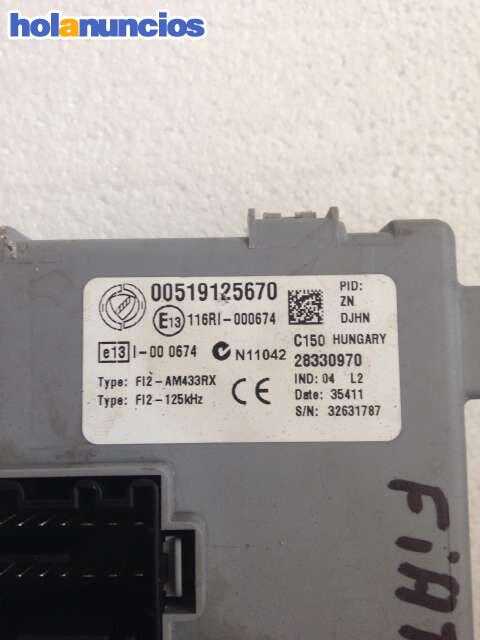 holanuncios
00519125670
PID:
ZN
DJHN
E13 116RI-000674
e13 I-00 0674 N11042
C150 HUNGARY
28330970
Type: FI2-AM433RX
IND: 04 L2
Type: FI2-125kHz
CE
Date: 35411
S/N: 32631787
FiAT